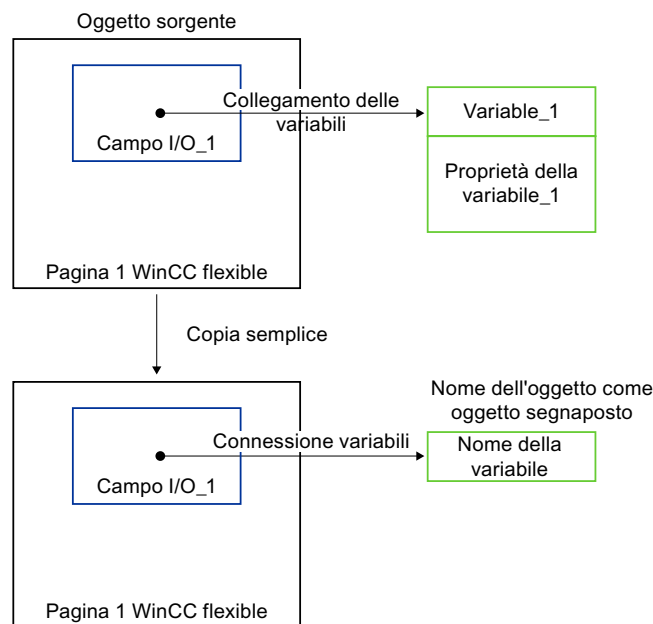 Oggetto sorgente
Collegamento delle
variabili
Variable_1
Campo I/O_1
Proprietà della
variabile_1
Pagina 1 WinCC flexible
Copia semplice
Nome dell'oggetto come
oggetto segnaposto
Connessione variabili
Nome della
variabile
Campo I/O_1
Pagina 1 WinCC flexible